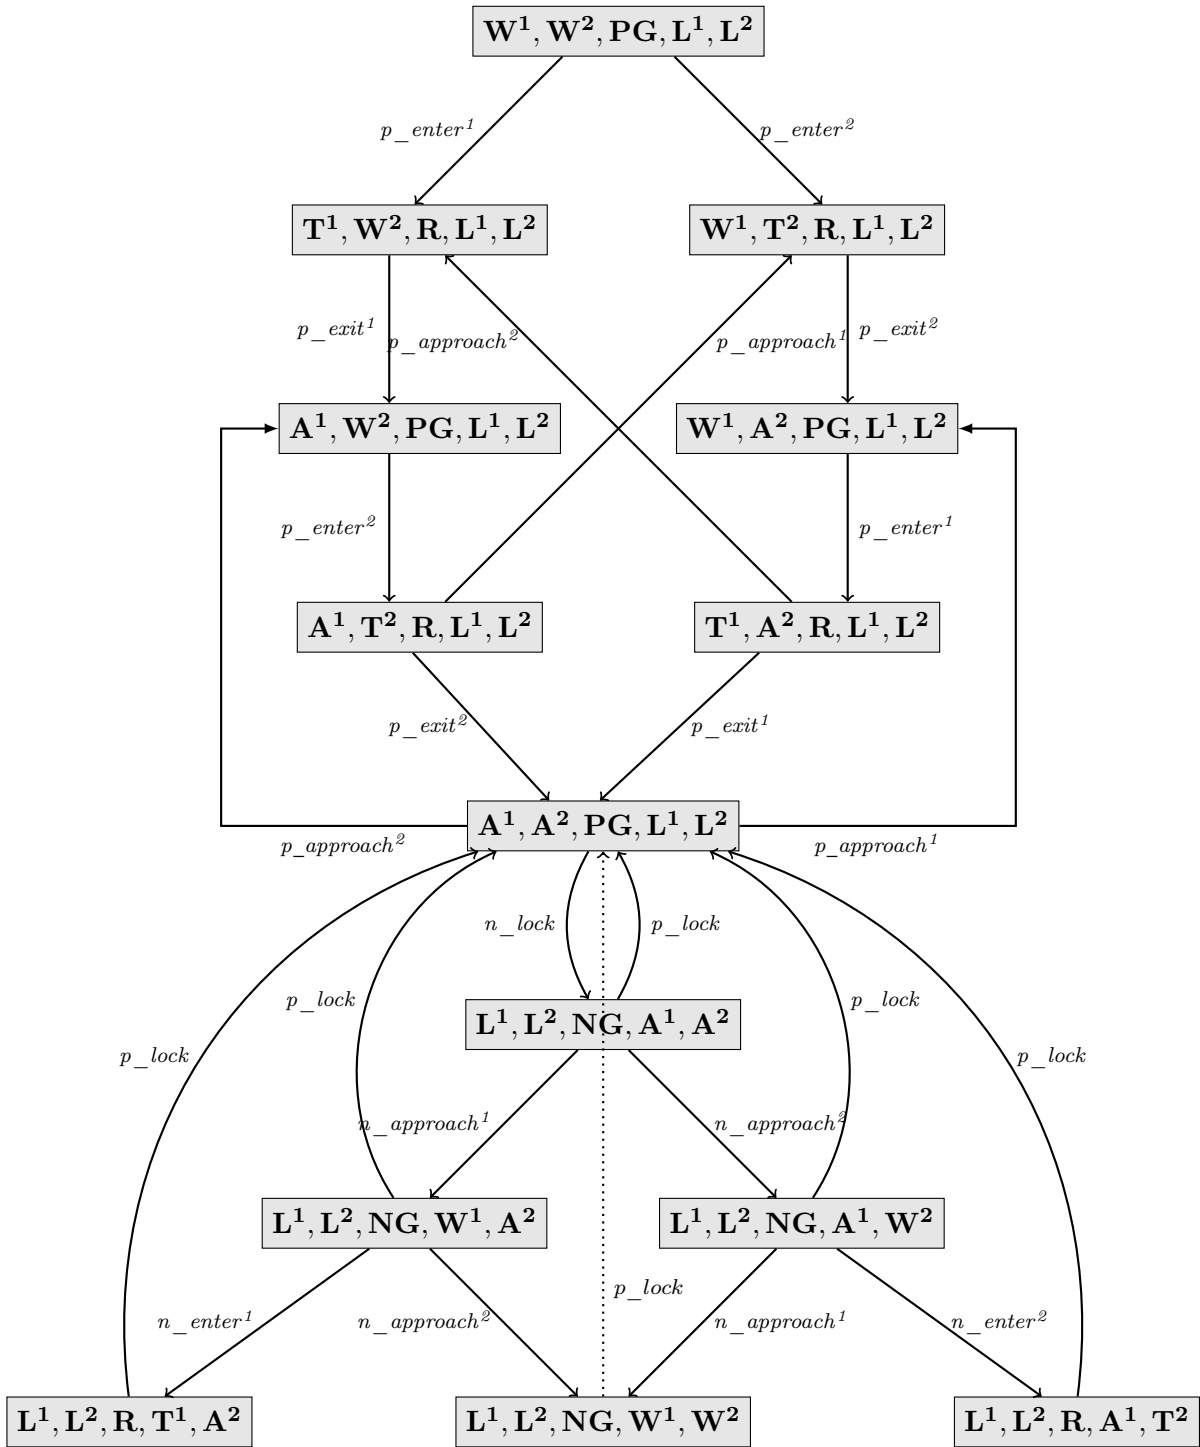 W¹, W², PG, L¹, L²
p_enter¹
p_enter²
T¹, W², R, L¹, L²
W¹, T², R, L¹, L²
p_exit¹
p_approach²
p_approach¹
p_exit²
A¹, W², PG, L¹, L²
W¹, A², PG, L¹, L²
p_enter²
p_enter¹
A¹, T², R, L¹, L²
T¹, A², R, L¹, L²
p_exit²
p_exit¹
A¹, A², PG, L¹, L²
p_approach²
p_approach¹
n_lock
p_lock
p_lock
p_lock
L¹, L², NG, A¹, A²
p_lock
p_lock
n_approach¹
n_approach²
L¹, L², NG, W¹, A²
L¹, L², NG, A¹, W²
p_lock
n_enter¹
n_approach²
n_approach¹
n_enter²
L¹, L², R, T¹, A²
L¹, L², NG, W¹, W²
L¹, L², R, A¹, T²